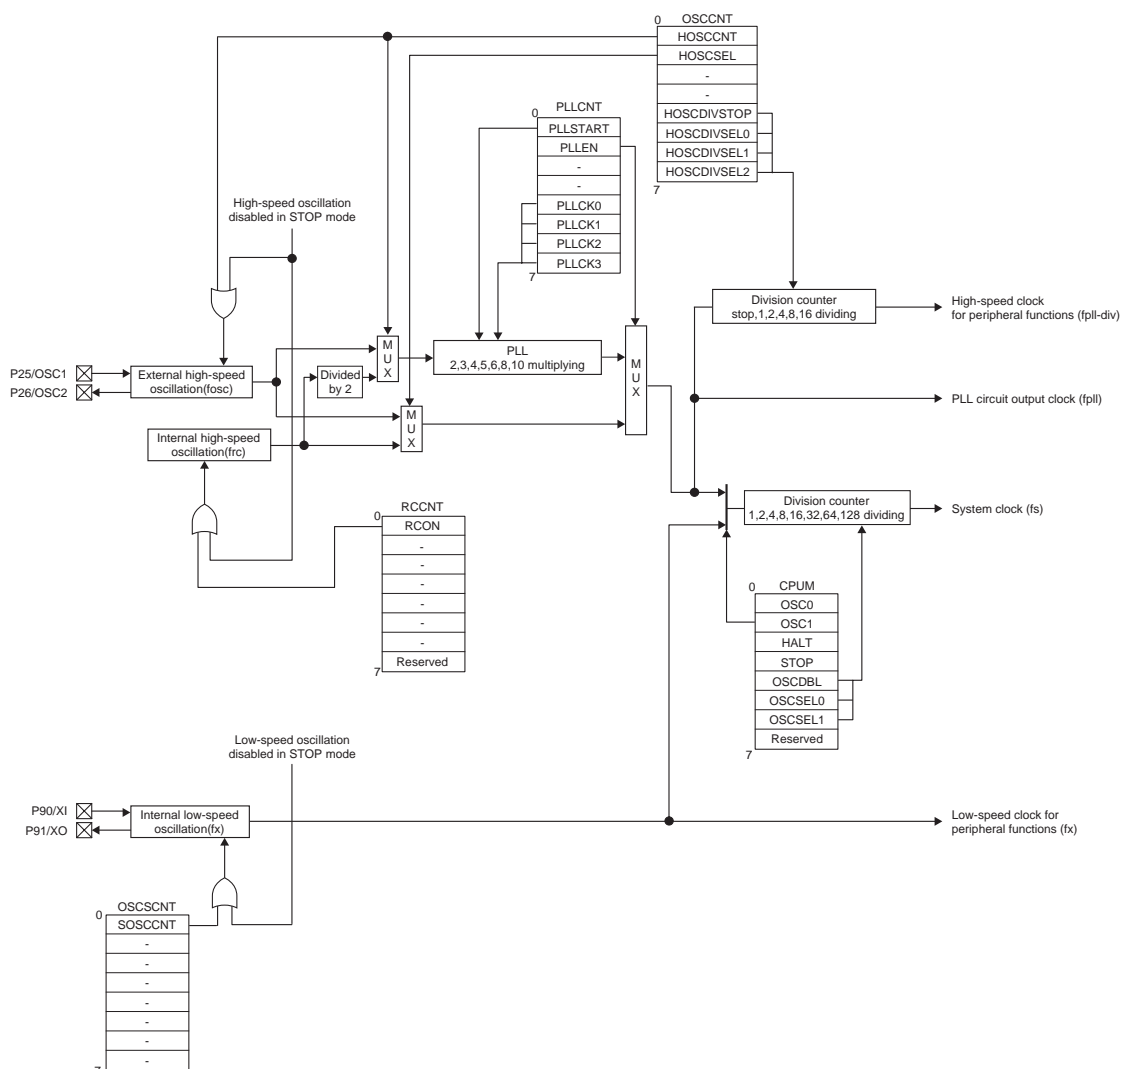 0 OSCCNT
HOSCCNT
HOSCSEL
-
-
HOSCDIVSTOP
HOSCDIVSEL0
HOSCDIVSEL1
HOSCDIVSEL2
7
0 PLLCNT
PLLSTART
PLLEN
-
-
PLLCK0
PLLCK1
PLLCK2
PLLCK3
7
High-speed oscillation
disabled in STOP mode
Division counter
stop,1,2,4,8,16 dividing
High-speed clock
for peripheral functions (fpll-div)
P25/OSC1
P26/OSC2
External high-speed
oscillation(fosc)
Divided
by 2
M
U
X
PLL
2,3,4,5,6,8,10 multiplying
M
U
X
PLL circuit output clock (fpll)
Internal high-speed
oscillation(frc)
M
U
X
Division counter
1,2,4,8,16,32,64,128 dividing
System clock (fs)
0 RCCNT
RCON
-
-
-
-
-
-
Reserved
7
0 CPUM
OSC0
OSC1
HALT
STOP
OSCDBL
OSCSEL0
OSCSEL1
Reserved
7
Low-speed oscillation
disabled in STOP mode
P90/XI
P91/XO
Internal low-speed
oscillation(fx)
Low-speed clock for
peripheral functions (fx)
0 OSCSCNT
SOSCCNT
-
-
-
-
-
-
-